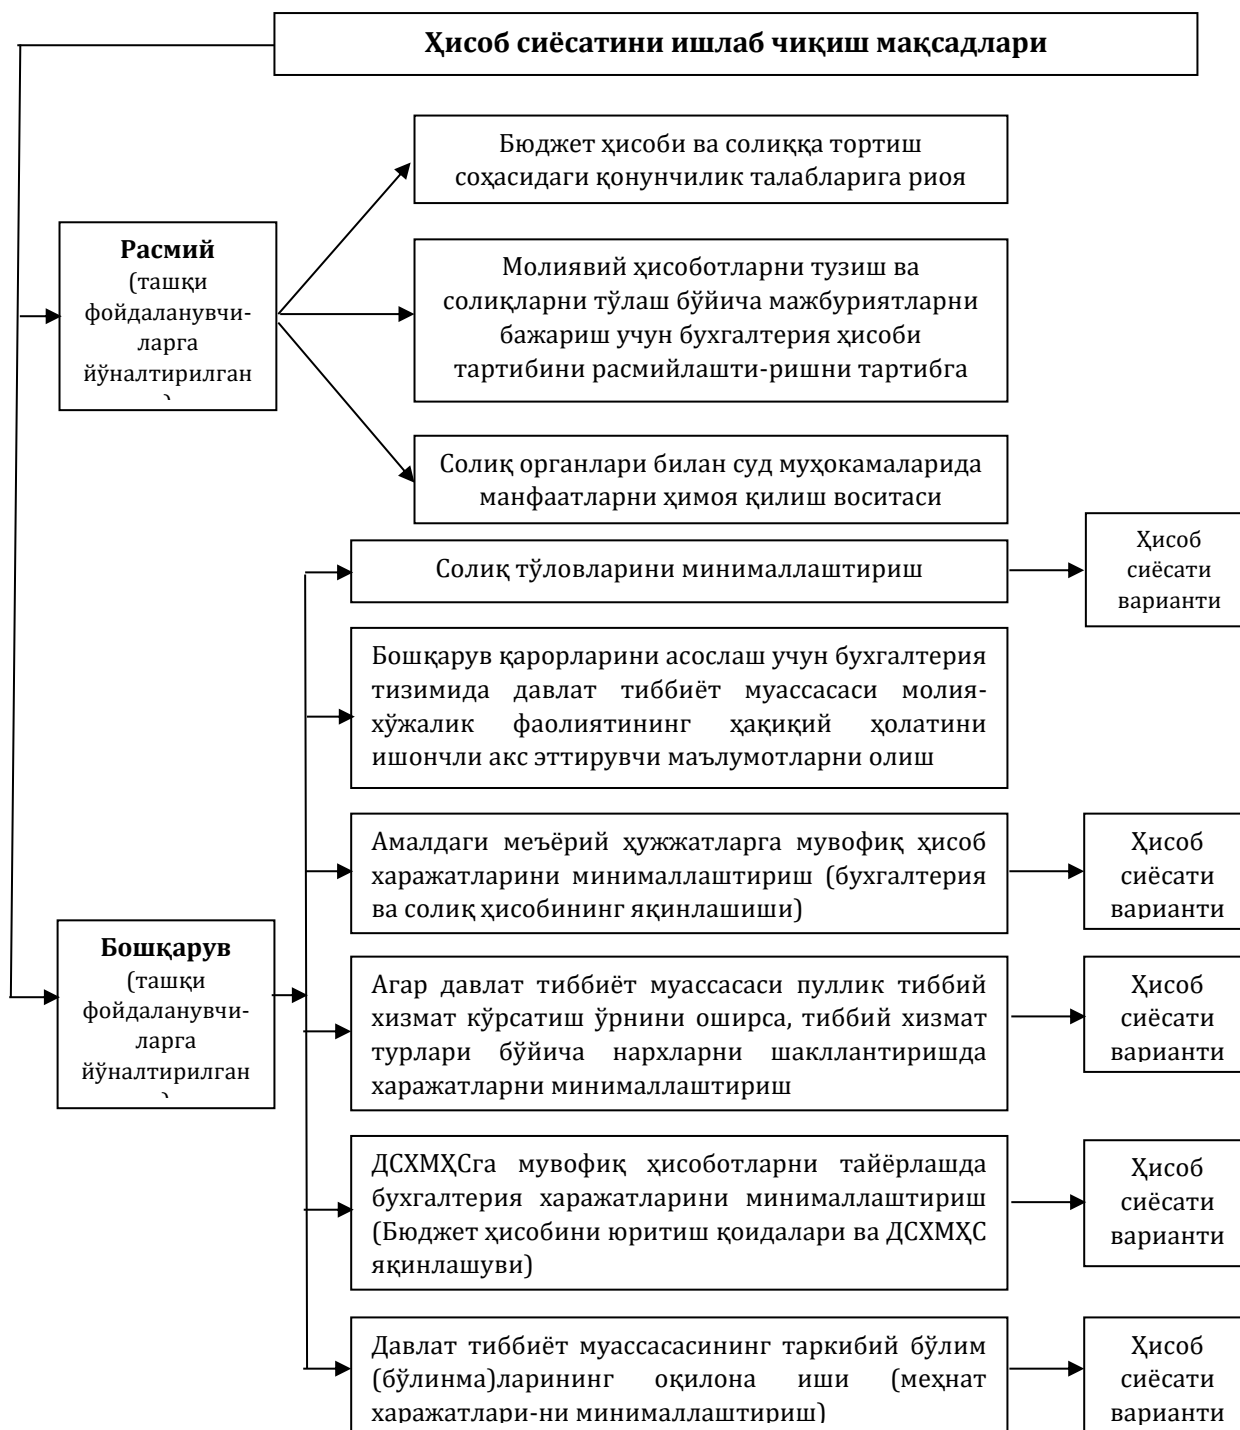 Ҳисоб сиёсатини ишлаб чиқиш мақсадлари
Бюджет ҳисоби ва солиққа тортиш
соҳасидаги қонунчилик талабларига риоя
Расмий
(ташқи
фойдаланувчи-
ларга
йўналтирилган
Молиявий ҳисоботларни тузиш ва
солиқларни тўлаш бўйича мажбуриятларни
бажариш учун бухгалтерия ҳисоби
тартибини расмийлашти-ришни тартибга
Солиқ органлари билан суд муҳокамаларида
манфаатларни ҳимоя қилиш воситаси
Солиқ тўловларини минималлаштириш
Ҳисоб
сиёсати
варианти
Бошқарув қарорларини асослаш учун бухгалтерия
тизимида давлат тиббиёт муассасаси молия-
хўжалик фаолиятининг ҳақиқий ҳолатини
ишончли акс эттирувчи маълумотларни олиш
Амалдаги меъёрий ҳужжатларга мувофиқ ҳисоб
харажатларини минималлаштириш (бухгалтерия
ва солиқ ҳисобининг яқинлашиши)
Ҳисоб
сиёсати
варианти
Бошқарув
(ташқи
фойдаланувчи-
ларга
йўналтирилган
Агар давлат тиббиёт муассасаси пуллик тиббий
хизмат кўрсатиш ўрнини оширса, тиббий хизмат
турлари бўйича нархларни шакллантиришда
харажатларни минималлаштириш
Ҳисоб
сиёсати
варианти
ДСХМҲСга мувофиқ ҳисоботларни тайёрлашда
бухгалтерия харажатларини минималлаштириш
(Бюджет ҳисобини юритиш қоидалари ва ДСХМҲС
яқинлашуви)
Ҳисоб
сиёсати
варианти
Давлат тиббиёт муассасасининг таркибий бўлим
(бўлинма)ларининг оқилона иши (меҳнат
харажатлари-ни минималлаштириш)
Ҳисоб
сиёсати
варианти